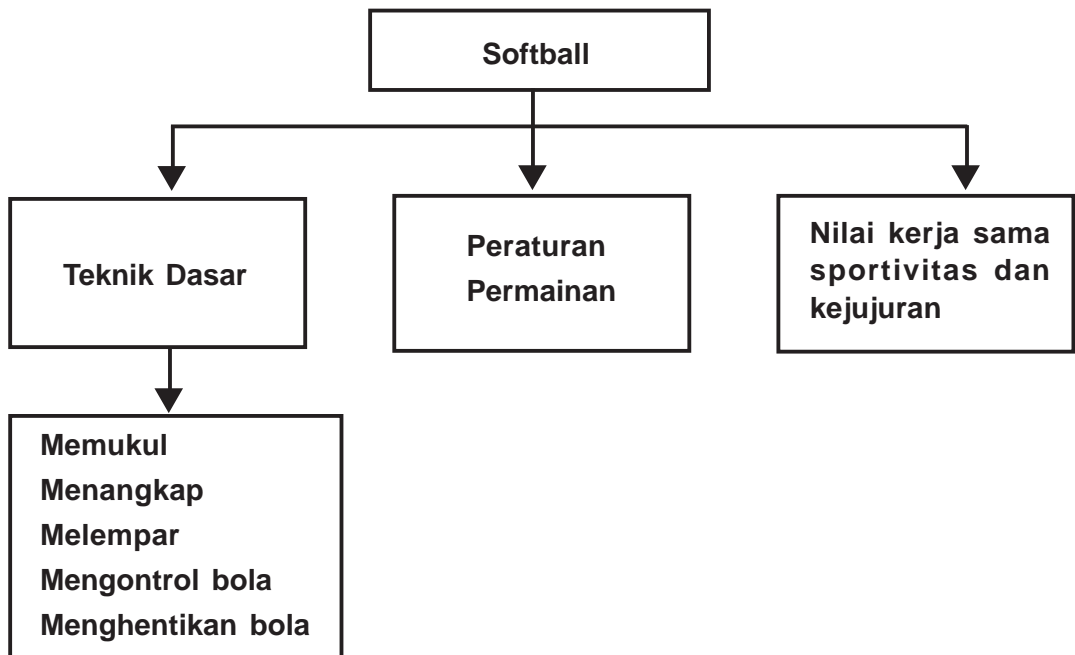 Softball
Teknik Dasar
Peraturan
Permainan
Nilai kerja sama
sportivitas dan
kejujuran
Memukul
Menangkap
Melempar
Mengontrol bola
Menghentikan bola